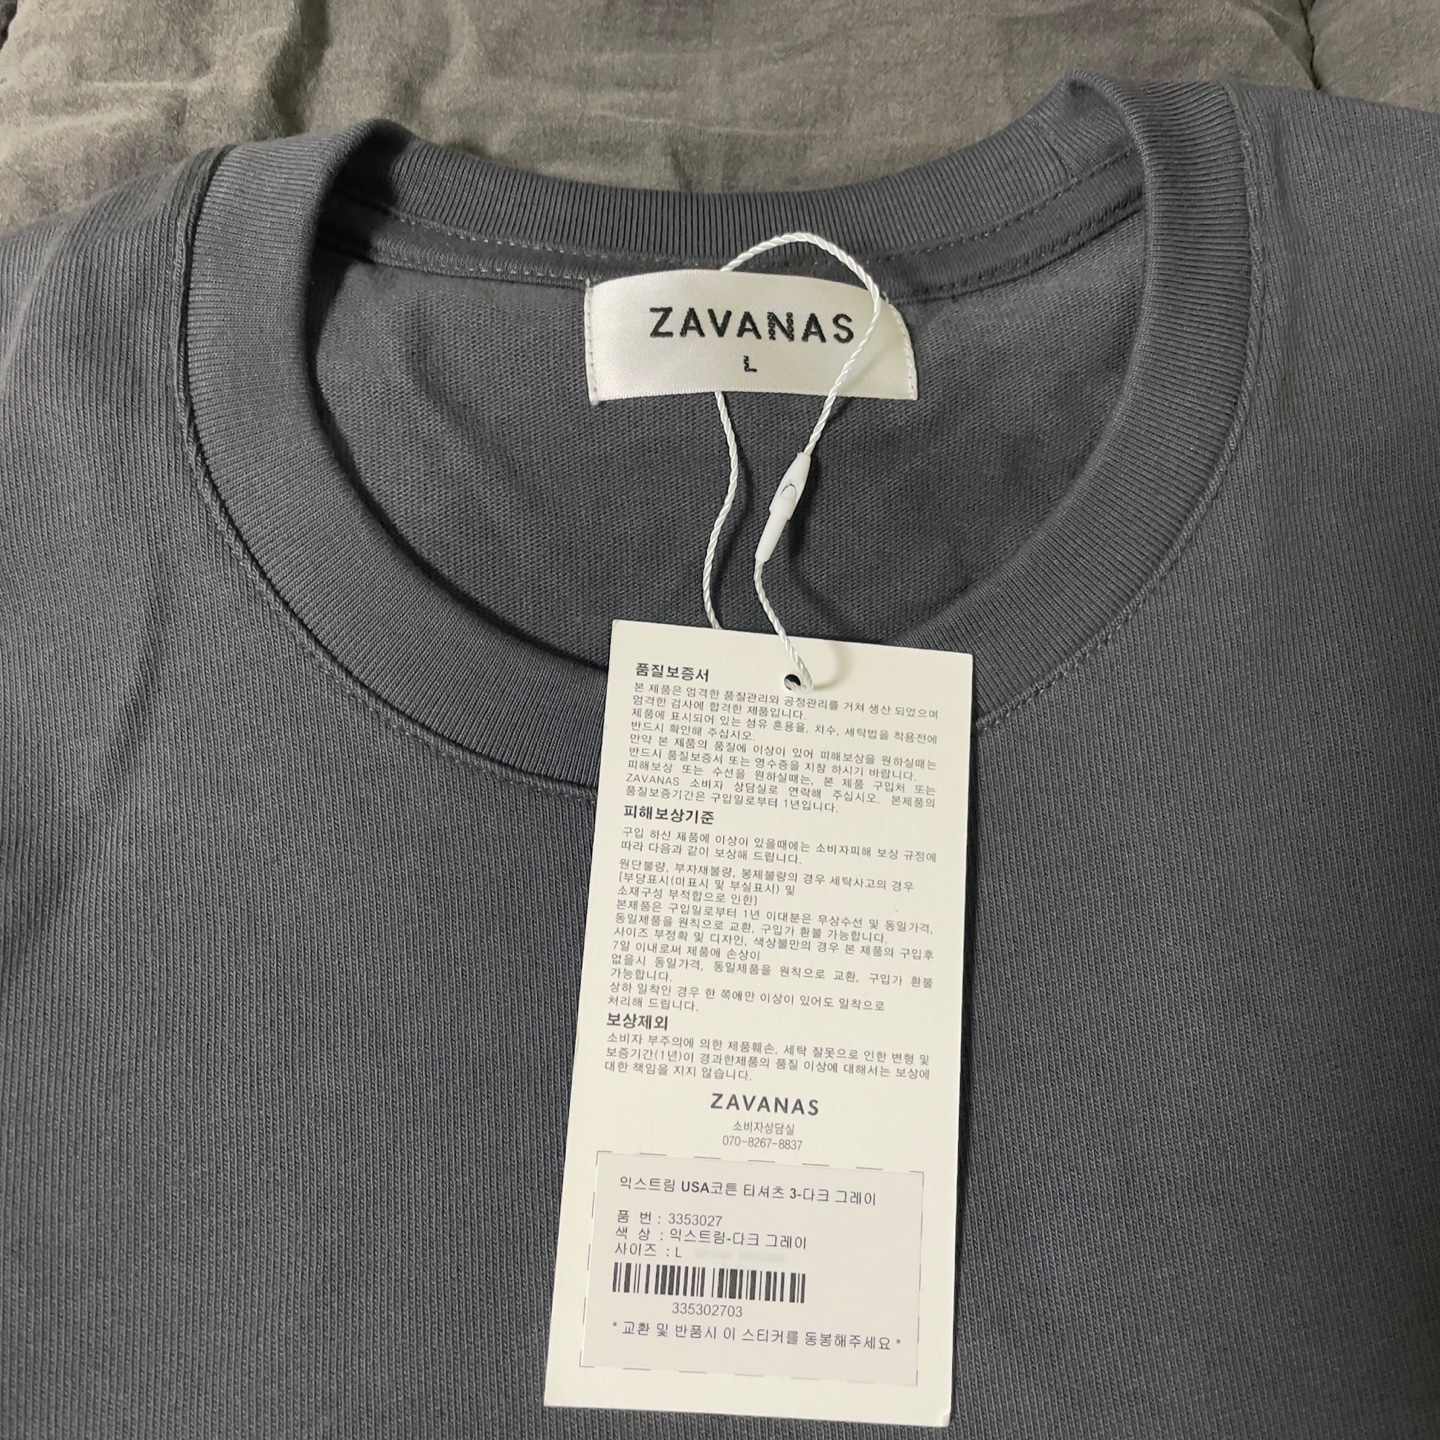 ZAVANAS
L
품질보증서
본 제품은 엄격한 품질관리와 공정관리를 거쳐 생산 되었으며
엄격한 검사에 합격한 제품입니다.
제품에 표시되어 있는 섬유 혼용율, 치수, 세탁법을 착용전에
반드시 확인해 주십시오.
만약 본 제품의 품질에 이상이 있어 피해보상을 원하실때는
반드시 품질보증서 또는 영수증을 지참 하시기 바랍니다.
피해보상 또는 수선을 원하실때는, 본 제품 구입처 또는
ZAVANAS 소비자 상담실로 연락해 주십시오. 본제품의
품질보증기간은 구입일로부터 1년입니다.
피해보상기준
구입 하신 제품에 이상이 있을때에는 소비자피해 보상 규정에
따라 다음과 같이 보상해 드립니다.
원단불량, 부자재불량, 봉제불량의 경우 세탁사고의 경우
[부당표시(미표시 및 부실표시) 및
소재구성 부적합으로 인한]
본제품은 구입일로부터 1년 이대분은 무상수선 및 동일가격,
동일제품을 원칙으로 교환, 구입가 환불 가능합니다.
사이즈 부정확 및 디자인, 색상불만의 경우 본 제품의 구입후
7일 이내로써 제품에 손상이
없을시 동일가격, 동일제품을 원칙으로 교환, 구입가 환불
가능합니다.
상하 일착인 경우 한 쪽에만 이상이 있어도 일착으로
처리해 드립니다.
보상제외
소비자 부주의에 의한 제품훼손, 세탁 잘못으로 인한 변형 및
보증기간(1년)이 경과한제품의 품질 이상에 대해서는 보상에
대한 책임을 지지 않습니다.
ZAVANAS
소비자상담실
070-8267-8837
익스트림 USA코튼 티셔츠 3-다크 그레이
품 번 : 3353027
색 상 : 익스트림-다크 그레이
사이즈 : L
335302703
* 교환 및 반품시 이 스티커를 동봉해주세요 *